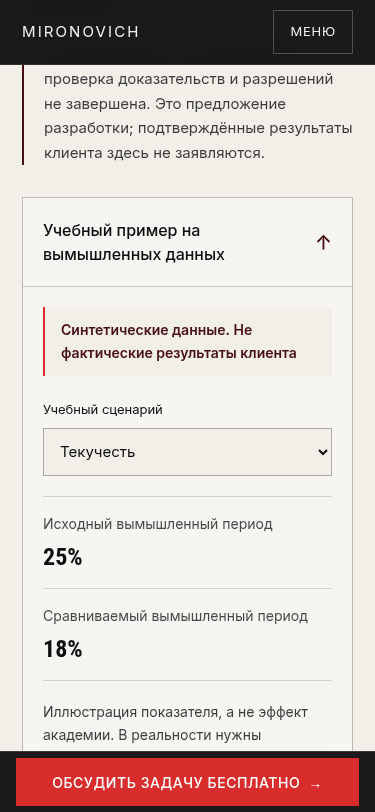 MIRONOVICH
МЕНЮ
проверка доказательств и разрешений
не завершена. Это предложение
разработки; подтверждённые результаты
клиента здесь не заявляются.
Учебный пример на
вымышленных данных
↑
Синтетические данные. Не
фактические результаты клиента
Учебный сценарий
Текучесть
Исходный вымышленный период
25%
Сравниваемый вымышленный период
18%
Иллюстрация показателя, а не эффект
академии. В реальности нужны
ОБСУДИТЬ ЗАДАЧУ БЕСПЛАТНО →